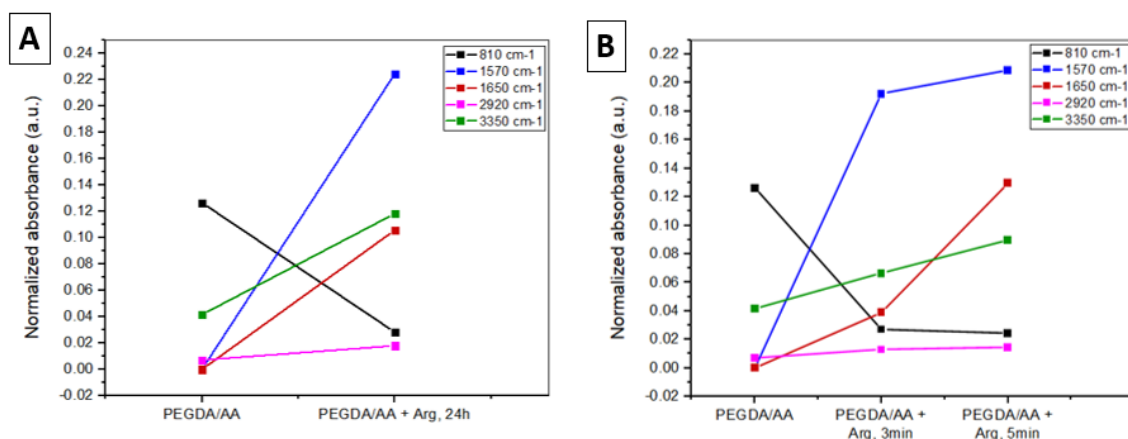 A
Normalized absorbance (a.u.)
0.24
0.22
0.20
0.18
0.16
0.14
0.12
0.10
0.08
0.06
0.04
0.02
0.00
-0.02
810 cm-1
1570 cm-1
1650 cm-1
2920 cm-1
3350 cm-1
PEGDA/AA
PEGDA/AA + Arg, 24h
B
Normalized absorbance (a.u.)
0.22
0.20
0.18
0.16
0.14
0.12
0.10
0.08
0.06
0.04
0.02
0.00
-0.02
810 cm-1
1570 cm-1
1650 cm-1
2920 cm-1
3350 cm-1
PEGDA/AA
PEGDA/AA +
Arg, 3min
PEGDA/AA +
Arg, 5min